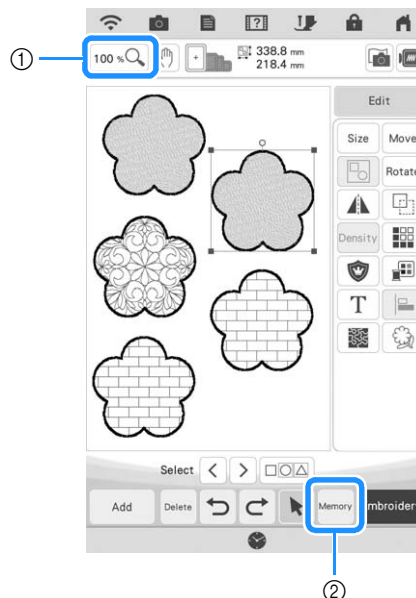 ①
100 %
338.8 mm
218.4 mm
Edit
Size Move
Rotate
Density
T
Select < >
Add Delete Memory mbroider
②